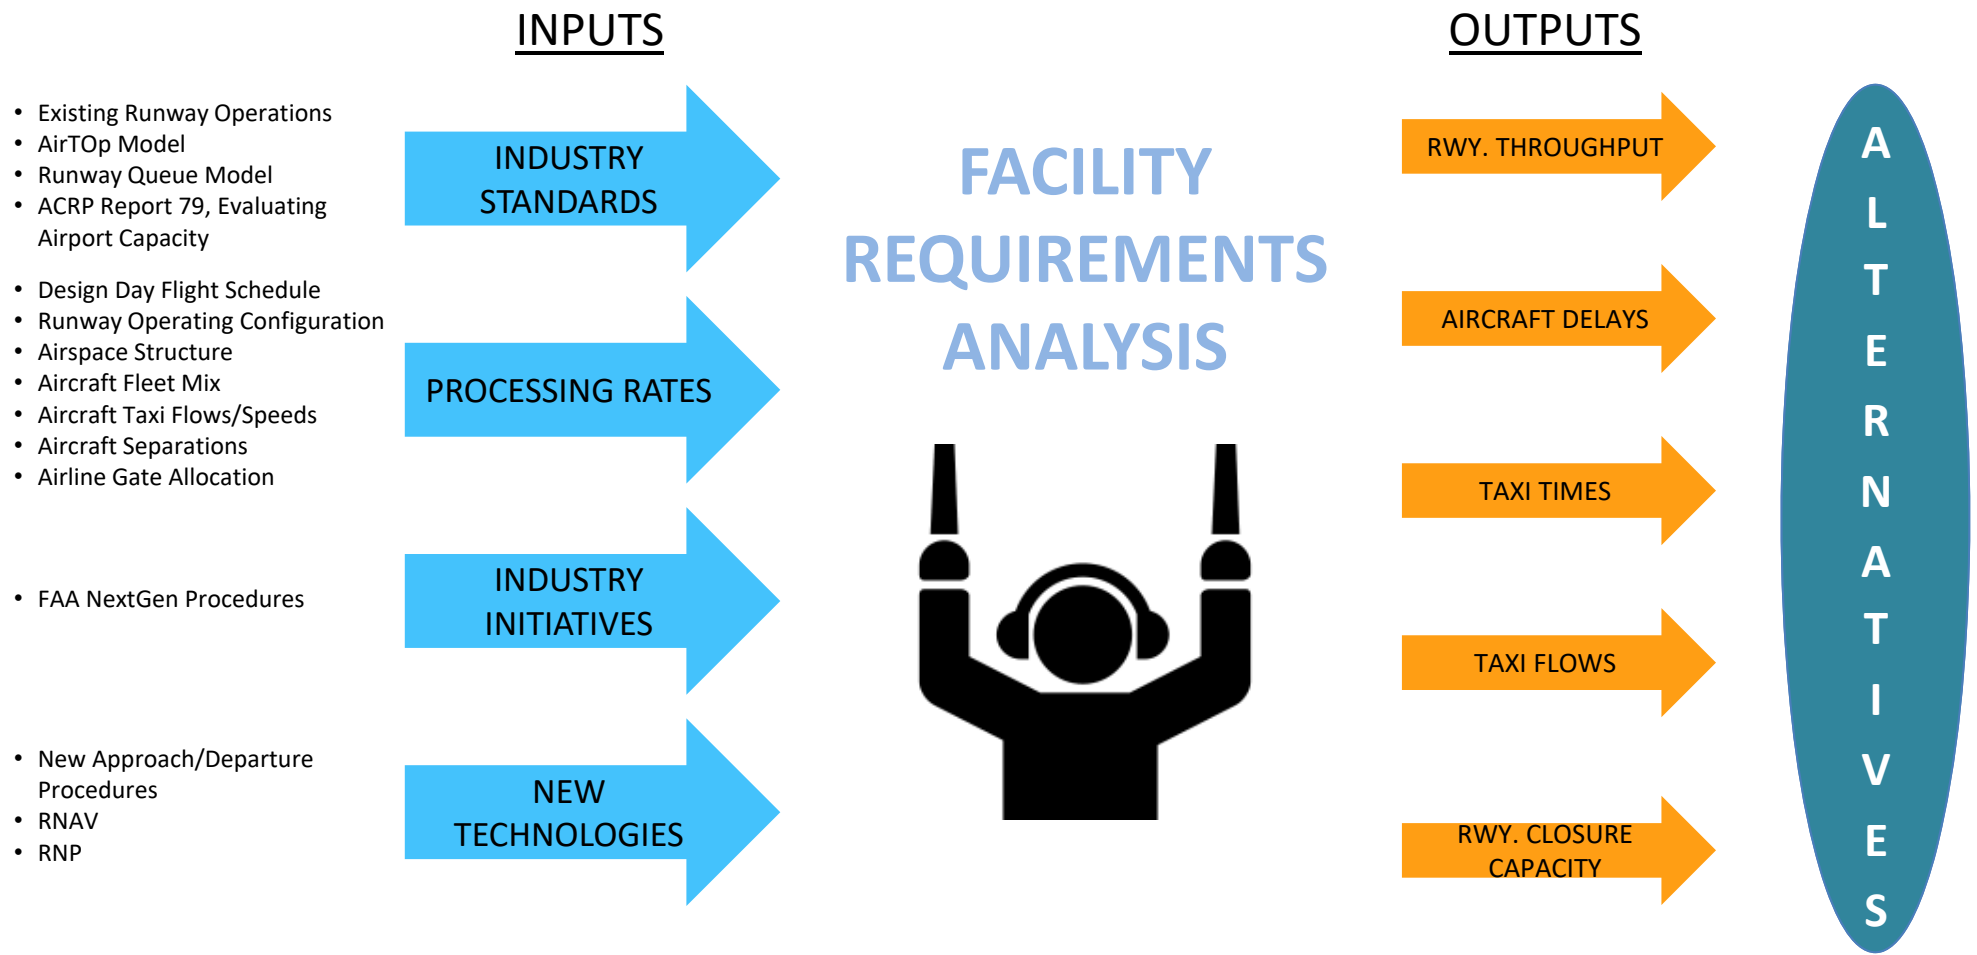 INPUTS
• Existing Runway Operations
• AirTOp Model
• Runway Queue Model
• ACRP Report 79, Evaluating
Airport Capacity
INDUSTRY
STANDARDS
• Design Day Flight Schedule
• Runway Operating Configuration
• Airspace Structure
• Aircraft Fleet Mix
• Aircraft Taxi Flows/Speeds
• Aircraft Separations
• Airline Gate Allocation
PROCESSING RATES
• FAA NextGen Procedures
INDUSTRY
INITIATIVES
• New Approach/Departure
Procedures
• RNAV
• RNP
NEW
TECHNOLOGIES
FACILITY
REQUIREMENTS
ANALYSIS
OUTPUTS
RWY. THROUGHPUT
AIRCRAFT DELAYS
TAXI TIMES
TAXI FLOWS
RWY. CLOSURE
CAPACITY
A
L
T
E
R
N
A
T
I
V
E
S